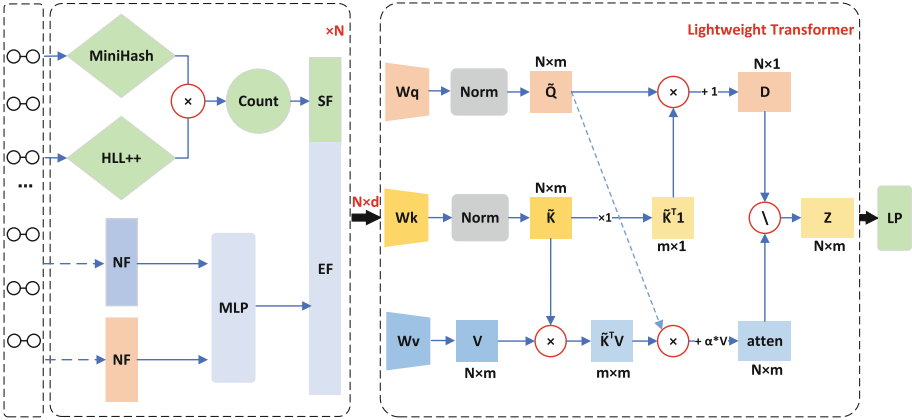 ×N
MiniHash
×
Count
SF
HLL++
...
NF
MLP
EF
NF
N×d
Lightweight Transformer
Wq
Norm
N×m
Q̃
×
+ 1
N×1
D
Wk
Norm
N×m
K̃
×1
K̃ᵀ1
m×1
\
Z
N×m
LP
Wv
V
N×m
×
K̃ᵀV
m×m
×
+ α*V
atten
N×m